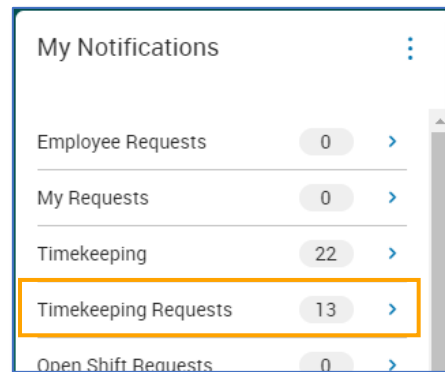 My Notifications
Employee Requests 0
My Requests 0
Timekeeping 22
Timekeeping Requests 13
Open Shift Requests 0